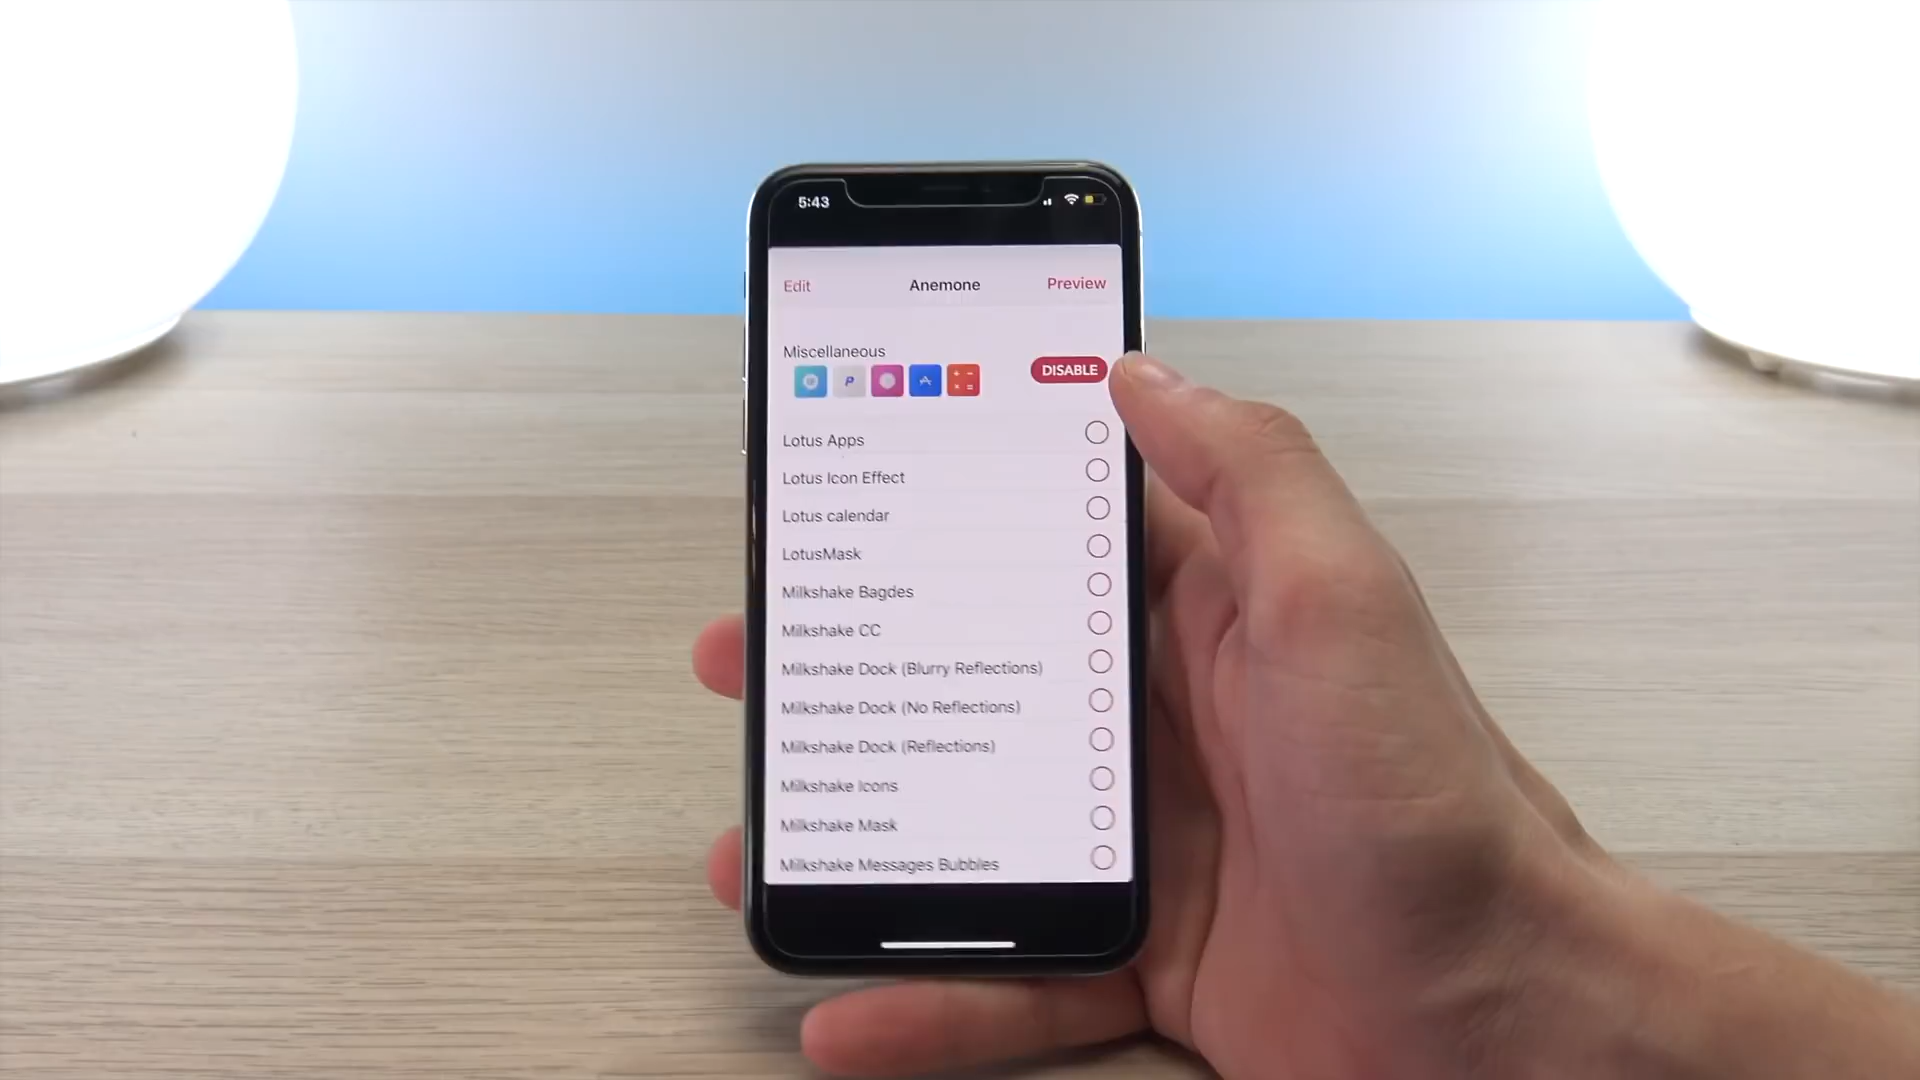 5:43
Edit Anemone Preview
Miscellaneous
DISABLE
Lotus Apps
Lotus Icon Effect
Lotus calendar
LotusMask
Milkshake Bagdes
Milkshake CC
Milkshake Dock (Blurry Reflections)
Milkshake Dock (No Reflections)
Milkshake Dock (Reflections)
Milkshake Icons
Milkshake Mask
Milkshake Messages Bubbles